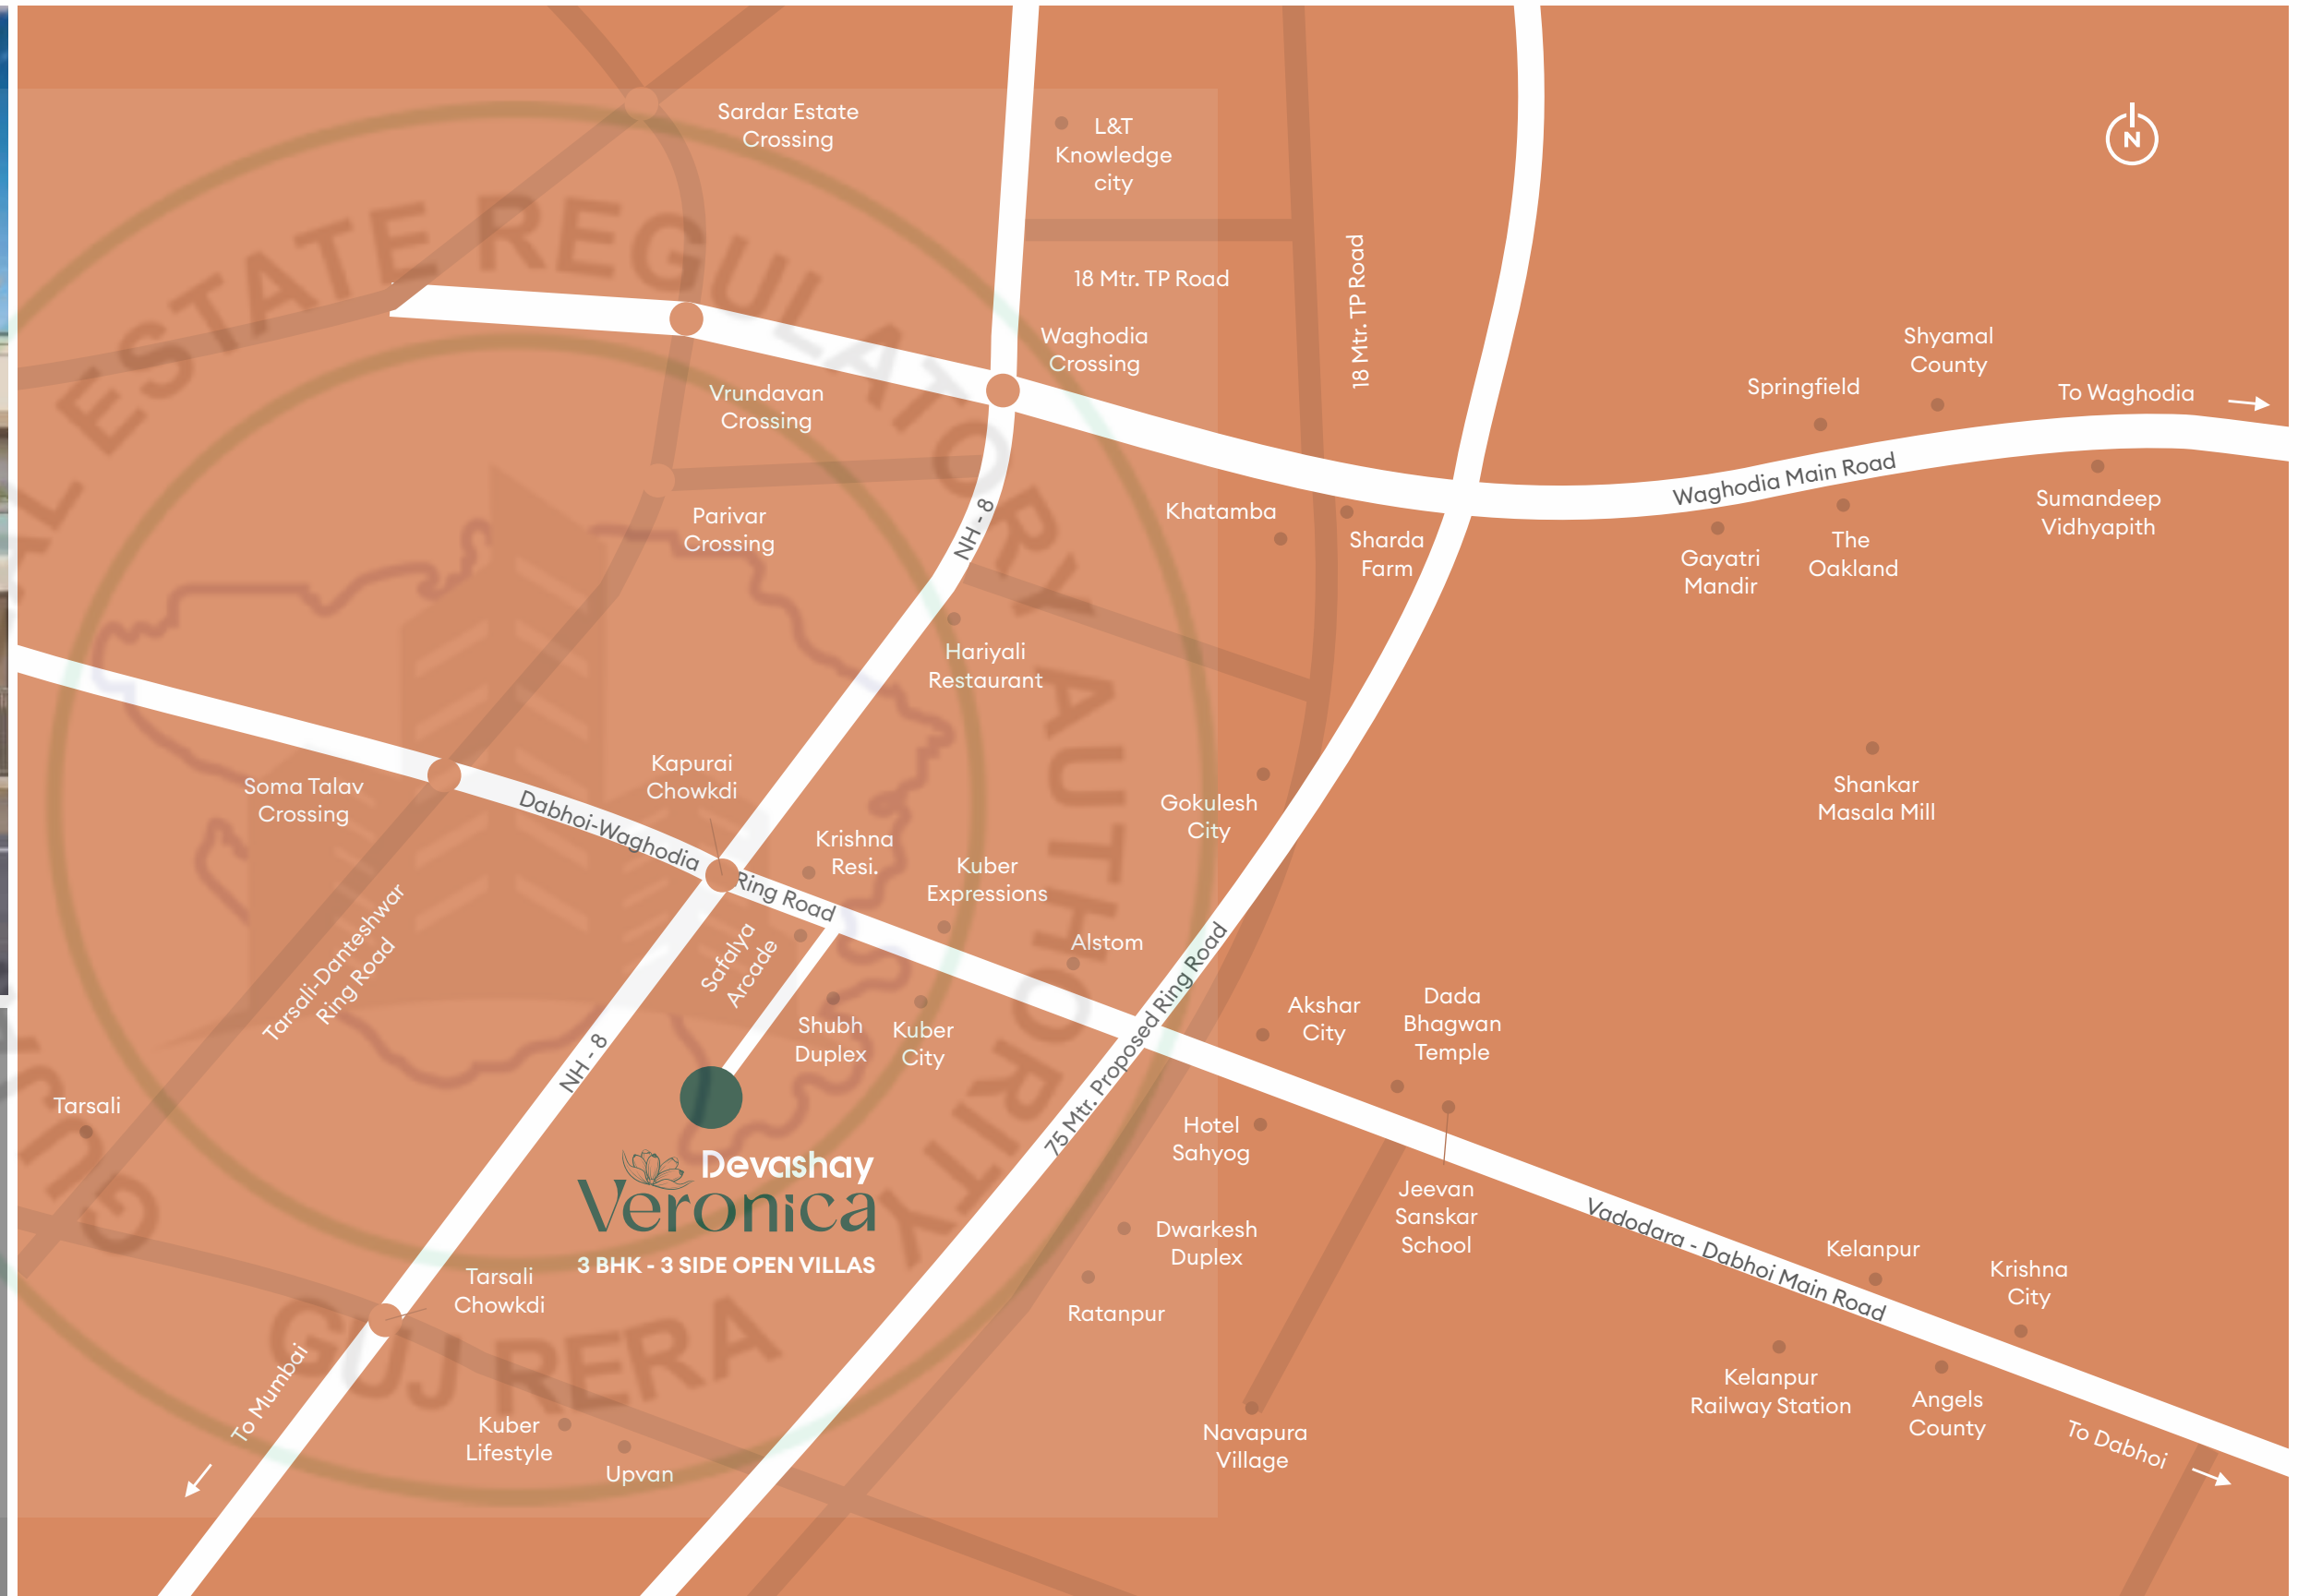 Sardar Estate
Crossing
L&T
Knowledge
city
N
18 Mtr. TP Road
18 Mtr. TP Road
Waghodia
Crossing
Shyamal
County
Springfield
To Waghodia
Vrundavan
Crossing
Waghodia Main Road
Parivar
Crossing
NH - 8
Khatamba
Sharda
Farm
Gayatri
Mandir
The
Oakland
Sumandeep
Vidhyapith
Hariyali
Restaurant
Kapurai
Chowkdi
Soma Talav
Crossing
Dabhoi-Waghodia
Ring Road
Krishna
Resi.
Kuber
Expressions
Gokulesh
City
Shankar
Masala Mill
Tarsali-Danteshwar
Ring Road
Safalya
Arcade
Alstom
75 Mtr. Proposed Ring Road
Akshar
City
Dada
Bhagwan
Temple
Shubh
Duplex
Kuber
City
NH - 8
Tarsali
Hotel
Sahyog
Devashay
Veronica
3 BHK - 3 SIDE OPEN VILLAS
Jeevan
Sanskar
School
Dwarkesh
Duplex
Vadodara - Dabhoi Main Road
Kelanpur
Krishna
City
Tarsali
Chowkdi
Ratanpur
To Mumbai
Kelanpur
Railway Station
Angels
County
Kuber
Lifestyle
Upvan
Navapura
Village
To Dabhoi
ESTATE REGULATORY AUTHORITY
GUJ RERA